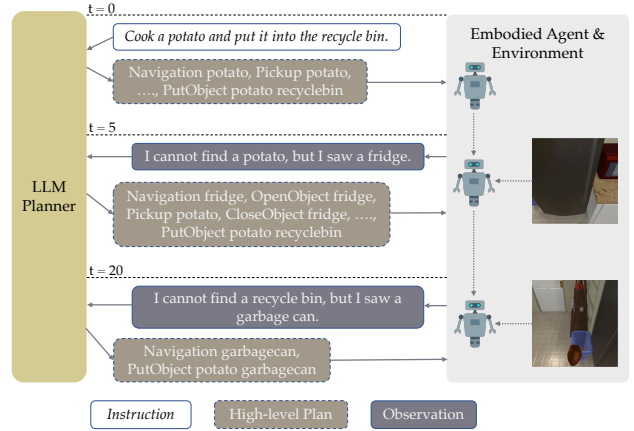 t = 0
Cook a potato and put it into the recycle bin.
Embodied Agent &
Environment
Navigation potato, Pickup potato,
…., PutObject potato recyclebin
t = 5
I cannot find a potato, but I saw a fridge.
LLM
Planner
Navigation fridge, OpenObject fridge,
Pickup potato, CloseObject fridge, ….,
PutObject potato recyclebin
t = 20
I cannot find a recycle bin, but I saw a
garbage can.
Navigation garbagecan,
PutObject potato garbagecan
Instruction
High-level Plan
Observation